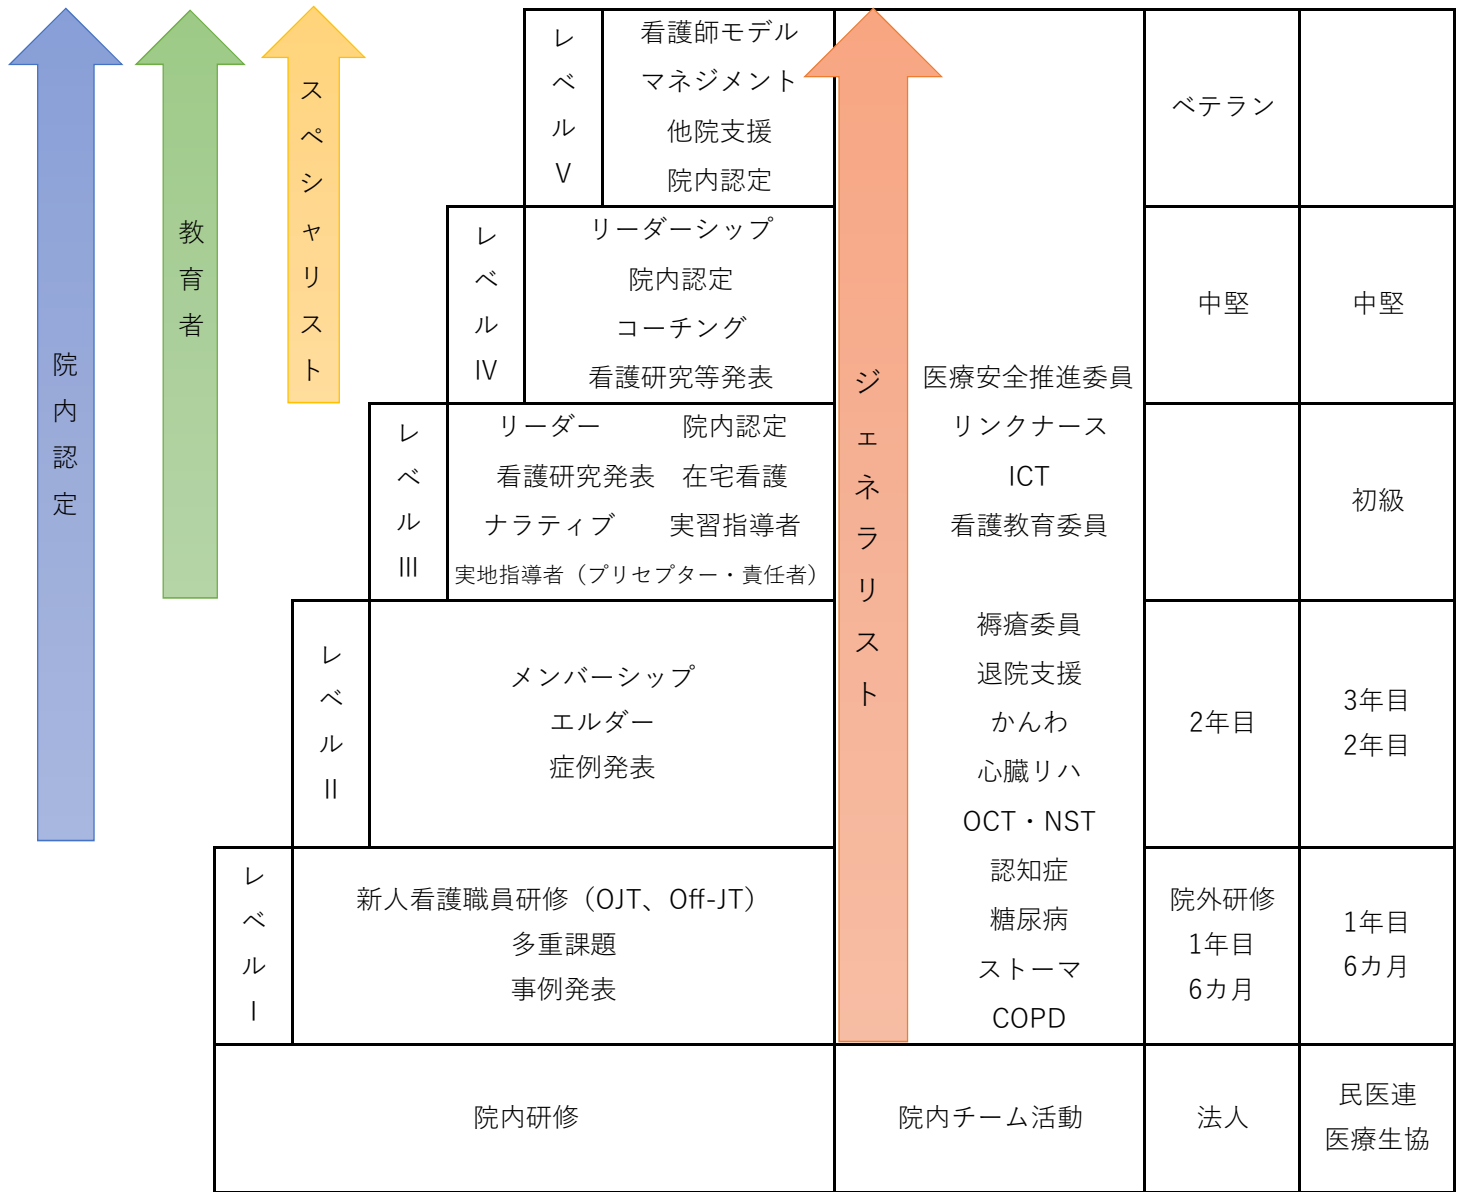 院内認定
教育者
スペシャリスト
レベルⅤ
看護師モデル
マネジメント
他院支援
院内認定
ベテラン
レベルⅣ
リーダーシップ
院内認定
コーチング
看護研究等発表
中堅
中堅
レベルⅢ
リーダー 院内認定
看護研究発表 在宅看護
ナラティブ 実習指導者
実地指導者（プリセプター・責任者）
初級
レベルⅡ
メンバーシップ
エルダー
症例発表
2年目
3年目
2年目
レベルⅠ
新人看護職員研修（OJT、Off-JT）
多重課題
事例発表
院外研修
1年目
6カ月
1年目
6カ月
ジェネラリスト
医療安全推進委員
リンクナース
ICT
看護教育委員
褥瘡委員
退院支援
かんわ
心臓リハ
OCT・NST
認知症
糖尿病
ストーマ
COPD
院内研修
院内チーム活動
法人
民医連
医療生協